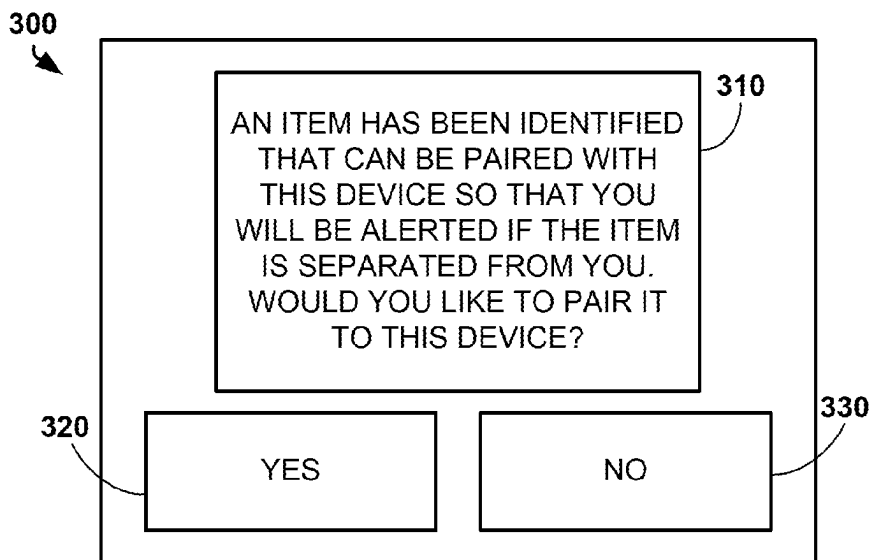 300
310
AN ITEM HAS BEEN IDENTIFIED
THAT CAN BE PAIRED WITH
THIS DEVICE SO THAT YOU
WILL BE ALERTED IF THE ITEM
IS SEPARATED FROM YOU.
WOULD YOU LIKE TO PAIR IT
TO THIS DEVICE?
320
YES
NO
330